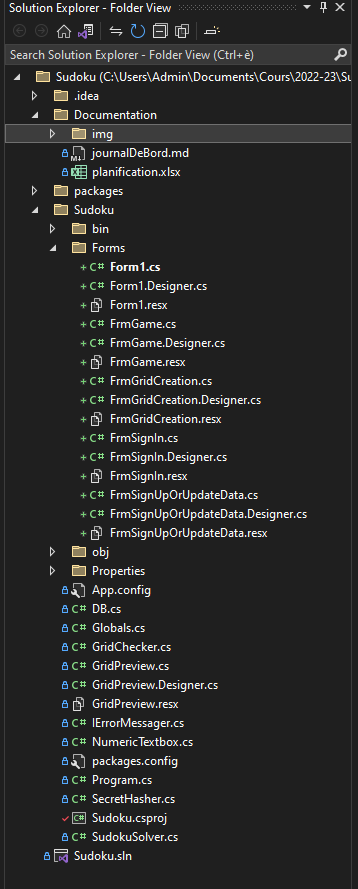 Solution Explorer - Folder View
Search Solution Explorer - Folder View (Ctrl+è)
Sudoku (C:\Users\Admin\Documents\Cours\2022-23\Su
.idea
Documentation
img
journalDeBord.md
planification.xlsx
packages
Sudoku
bin
Forms
Form1.cs
Form1.Designer.cs
Form1.resx
FrmGame.cs
FrmGame.Designer.cs
FrmGame.resx
FrmGridCreation.cs
FrmGridCreation.Designer.cs
FrmGridCreation.resx
FrmSignIn.cs
FrmSignIn.Designer.cs
FrmSignIn.resx
FrmSignUpOrUpdateData.cs
FrmSignUpOrUpdateData.Designer.cs
FrmSignUpOrUpdateData.resx
obj
Properties
App.config
DB.cs
Globals.cs
GridChecker.cs
GridPreview.cs
GridPreview.Designer.cs
GridPreview.resx
IErrorMessager.cs
NumericTextbox.cs
packages.config
Program.cs
SecretHasher.cs
Sudoku.csproj
SudokuSolver.cs
Sudoku.sln